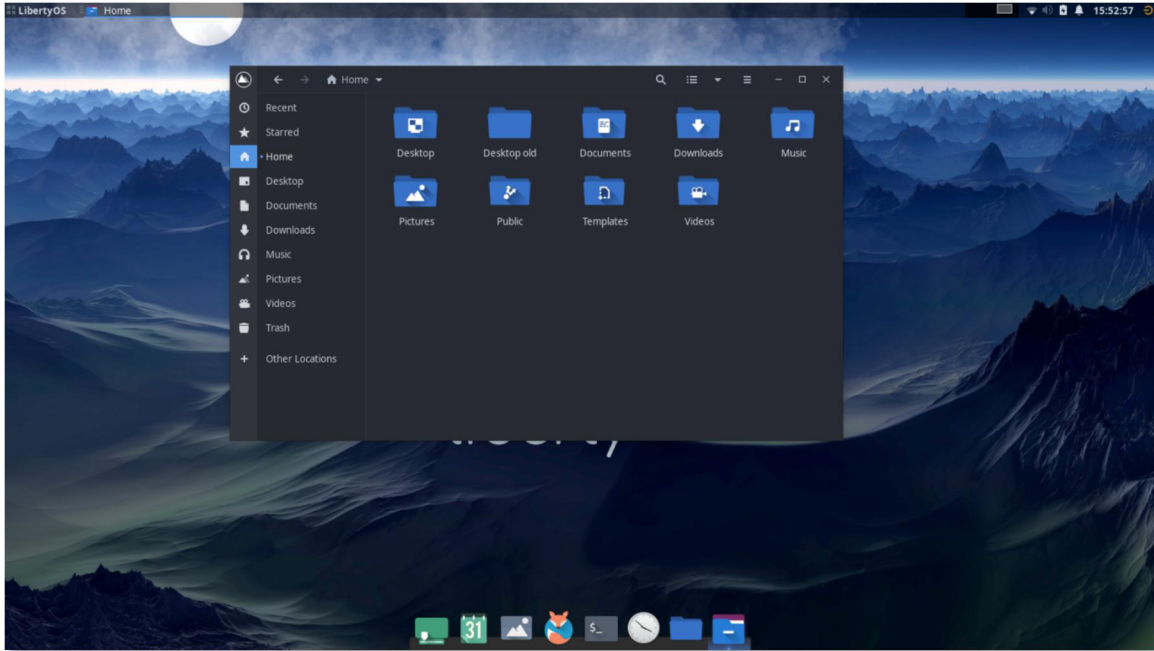 LibertyOS Home 15:52:57
Home
Recent
Starred
Home
Desktop
Documents
Downloads
Music
Pictures
Videos
Trash
Other Locations
Desktop Desktop old Documents Downloads Music
Pictures Public Templates Videos
31
$_